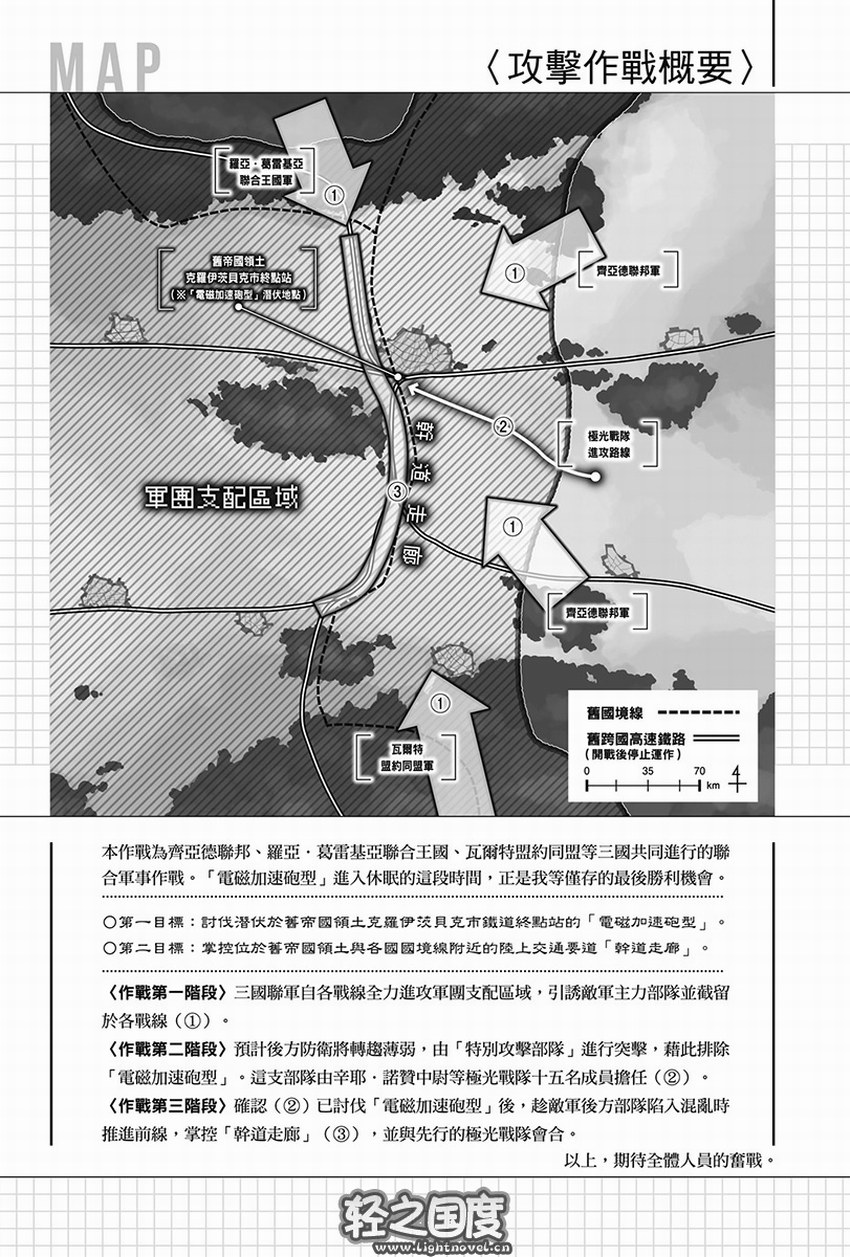 MAP
〈攻擊作戰概要〉
羅亞．葛雷基亞
聯合王國軍
①
舊帝國領土
克羅伊茨貝克市終點站
（※「電磁加速砲型」潛伏地點）
①
齊亞德聯邦軍
②
極光戰隊
進攻路線
幹道走廊
③
軍團支配區域
①
齊亞德聯邦軍
①
瓦爾特
盟約同盟軍
舊國境線
舊跨國高速鐵路
（開戰後停止運作）
0 35 70 km 4
本作戰為齊亞德聯邦、羅亞．葛雷基亞聯合王國、瓦爾特盟約同盟等三國共同進行的聯
合軍事作戰。「電磁加速砲型」進入休眠的這段時間，正是我等僅存的最後勝利機會。
○第一目標：討伐潛伏於舊帝國領土克羅伊茨貝克市鐵道終點站的「電磁加速砲型」。
○第二目標：掌控位於舊帝國領土與各國國境線附近的陸上交通要道「幹道走廊」。
〈作戰第一階段〉三國聯軍自各戰線全力進攻軍團支配區域，引誘敵軍主力部隊並截留
於各戰線（①）。
〈作戰第二階段〉預計後方防衛將轉趨薄弱，由「特別攻擊部隊」進行突擊，藉此排除
「電磁加速砲型」。這支部隊由辛耶．諾贊中尉等極光戰隊十五名成員擔任（②）。
〈作戰第三階段〉確認（②）已討伐「電磁加速砲型」後，趁敵軍後方部隊陷入混亂時
推進前線，掌控「幹道走廊」（③），並與先行的極光戰隊會合。
以上，期待全體人員的奮戰。
轻之国度
www.lightnovel.cn